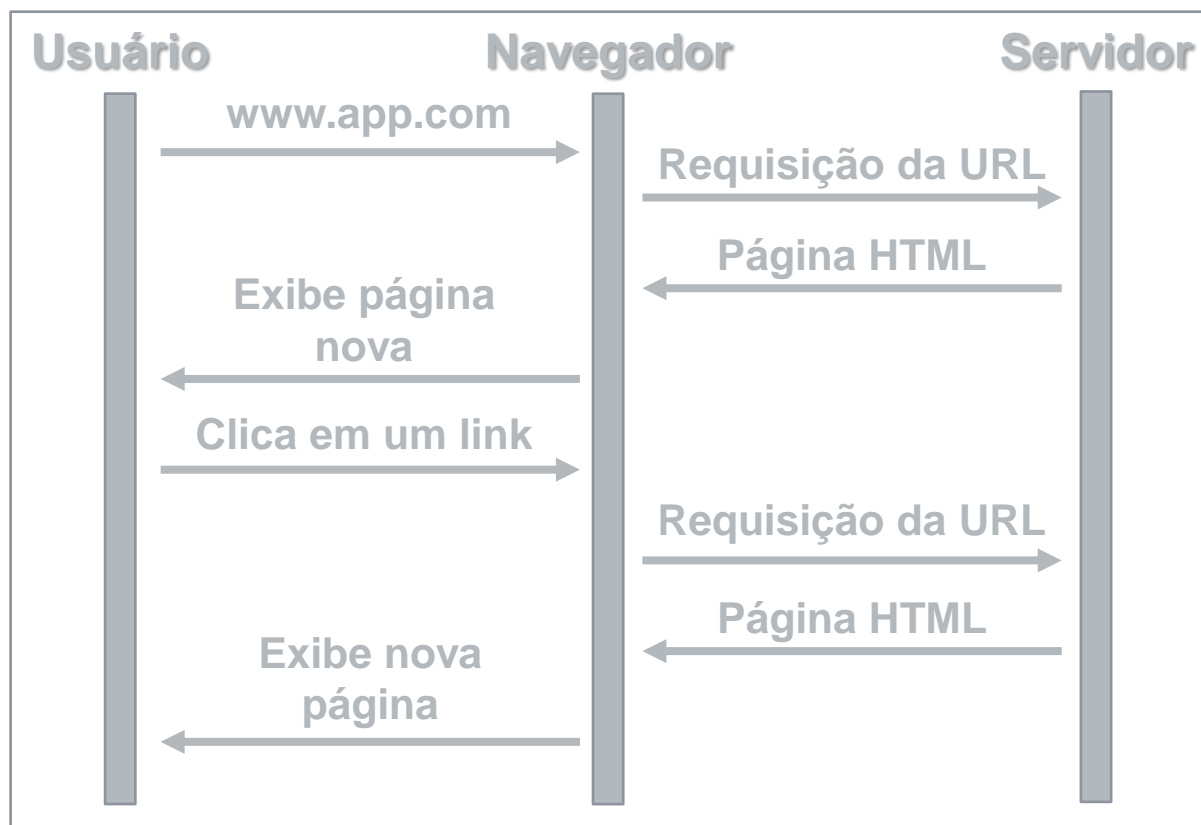 Usuário
Navegador
Servidor
www.app.com
Requisição da URL
Página HTML
Exibe página
nova
Clica em um link
Requisição da URL
Página HTML
Exibe nova
página